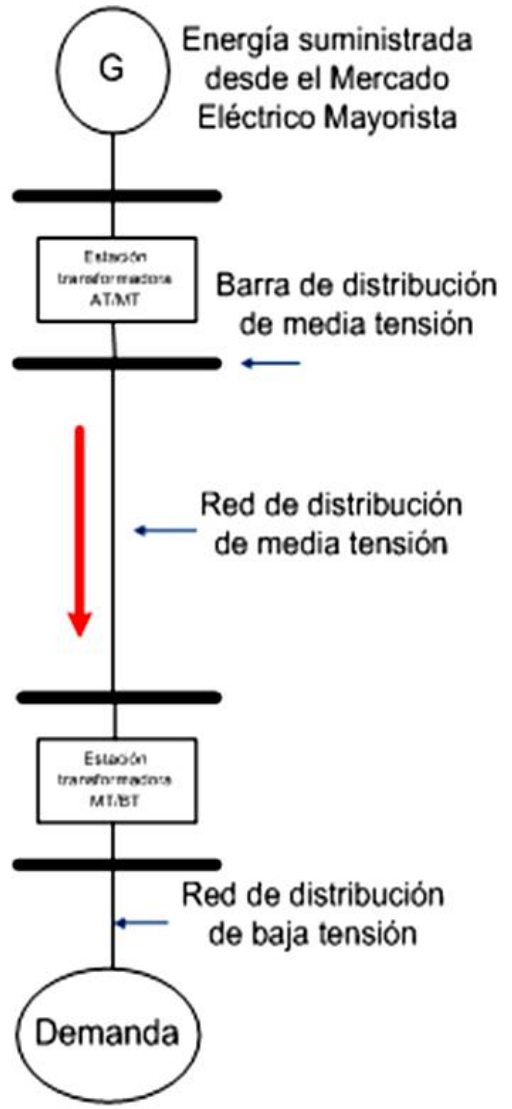 G
Energía suministrada
desde el Mercado
Eléctrico Mayorista
Estación
transformadora
AT/MT
Barra de distribución
de media tensión
Red de distribución
de media tensión
Estación
transformadora
MT/BT
Red de distribución
de baja tensión
Demanda